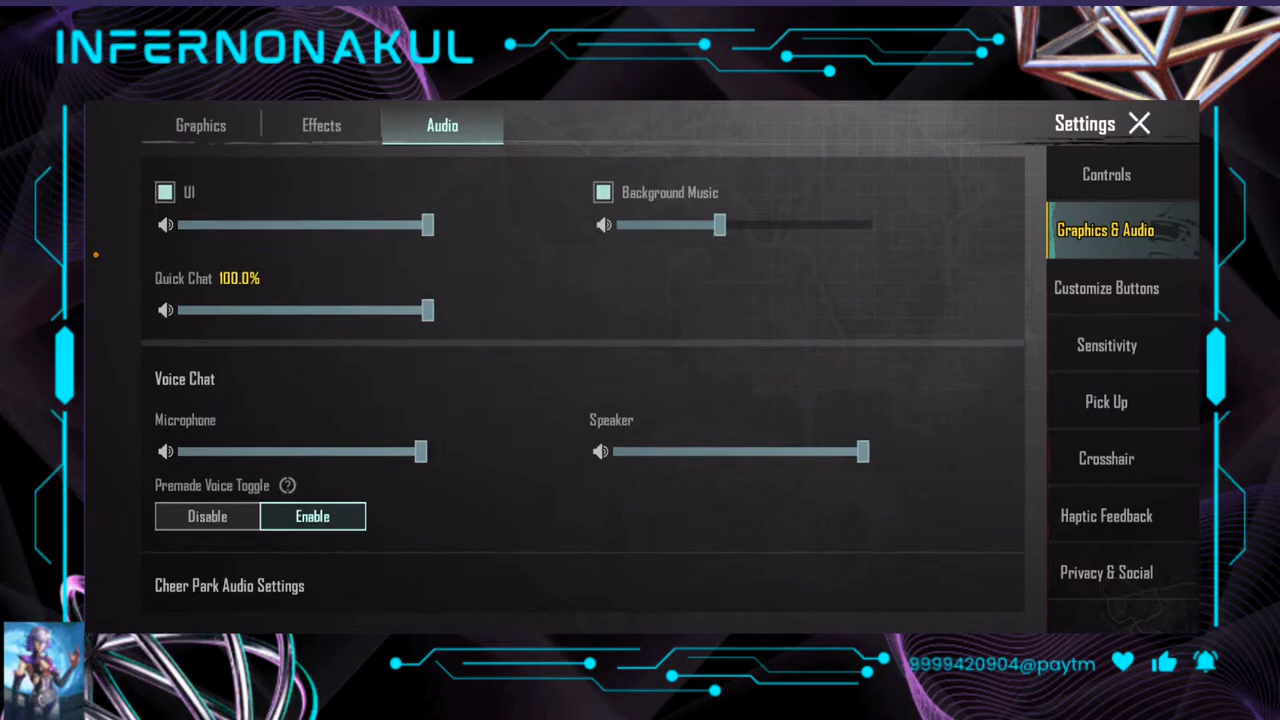 INFERNONAKUL
Graphics Effects Audio
Settings
UI Background Music
Quick Chat 100.0%
Voice Chat
Microphone Speaker
Premade Voice Toggle ?
Disable Enable
Cheer Park Audio Settings
Controls
Graphics & Audio
Customize Buttons
Sensitivity
Pick Up
Crosshair
Haptic Feedback
Privacy & Social
9999420904@paytm